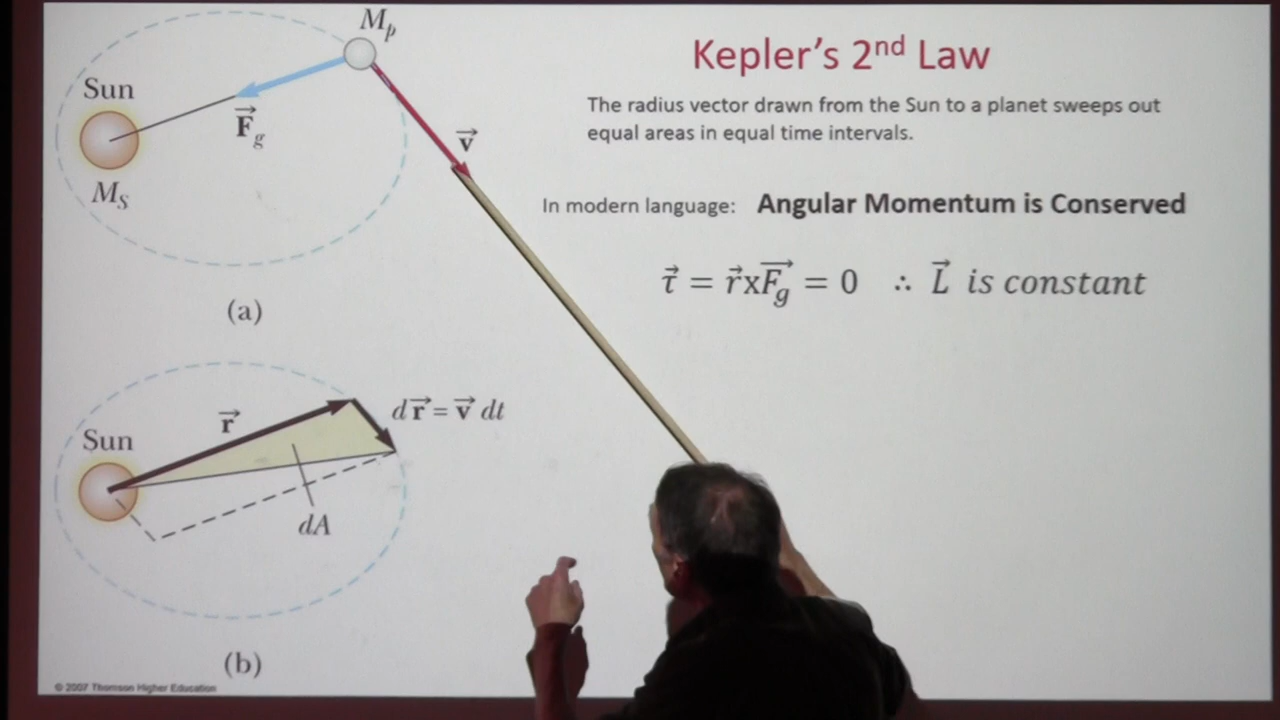 Kepler's 2nd Law
The radius vector drawn from the Sun to a planet sweeps out
equal areas in equal time intervals.
In modern language: Angular Momentum is Conserved
τ⃗ = r⃗xF⃗g = 0 ∴ L⃗ is constant
Mp
Sun
F⃗g
v⃗
MS
(a)
r⃗
dr⃗ = v⃗ dt
Sun
dA
(b)
© 2007 Thomson Higher Education